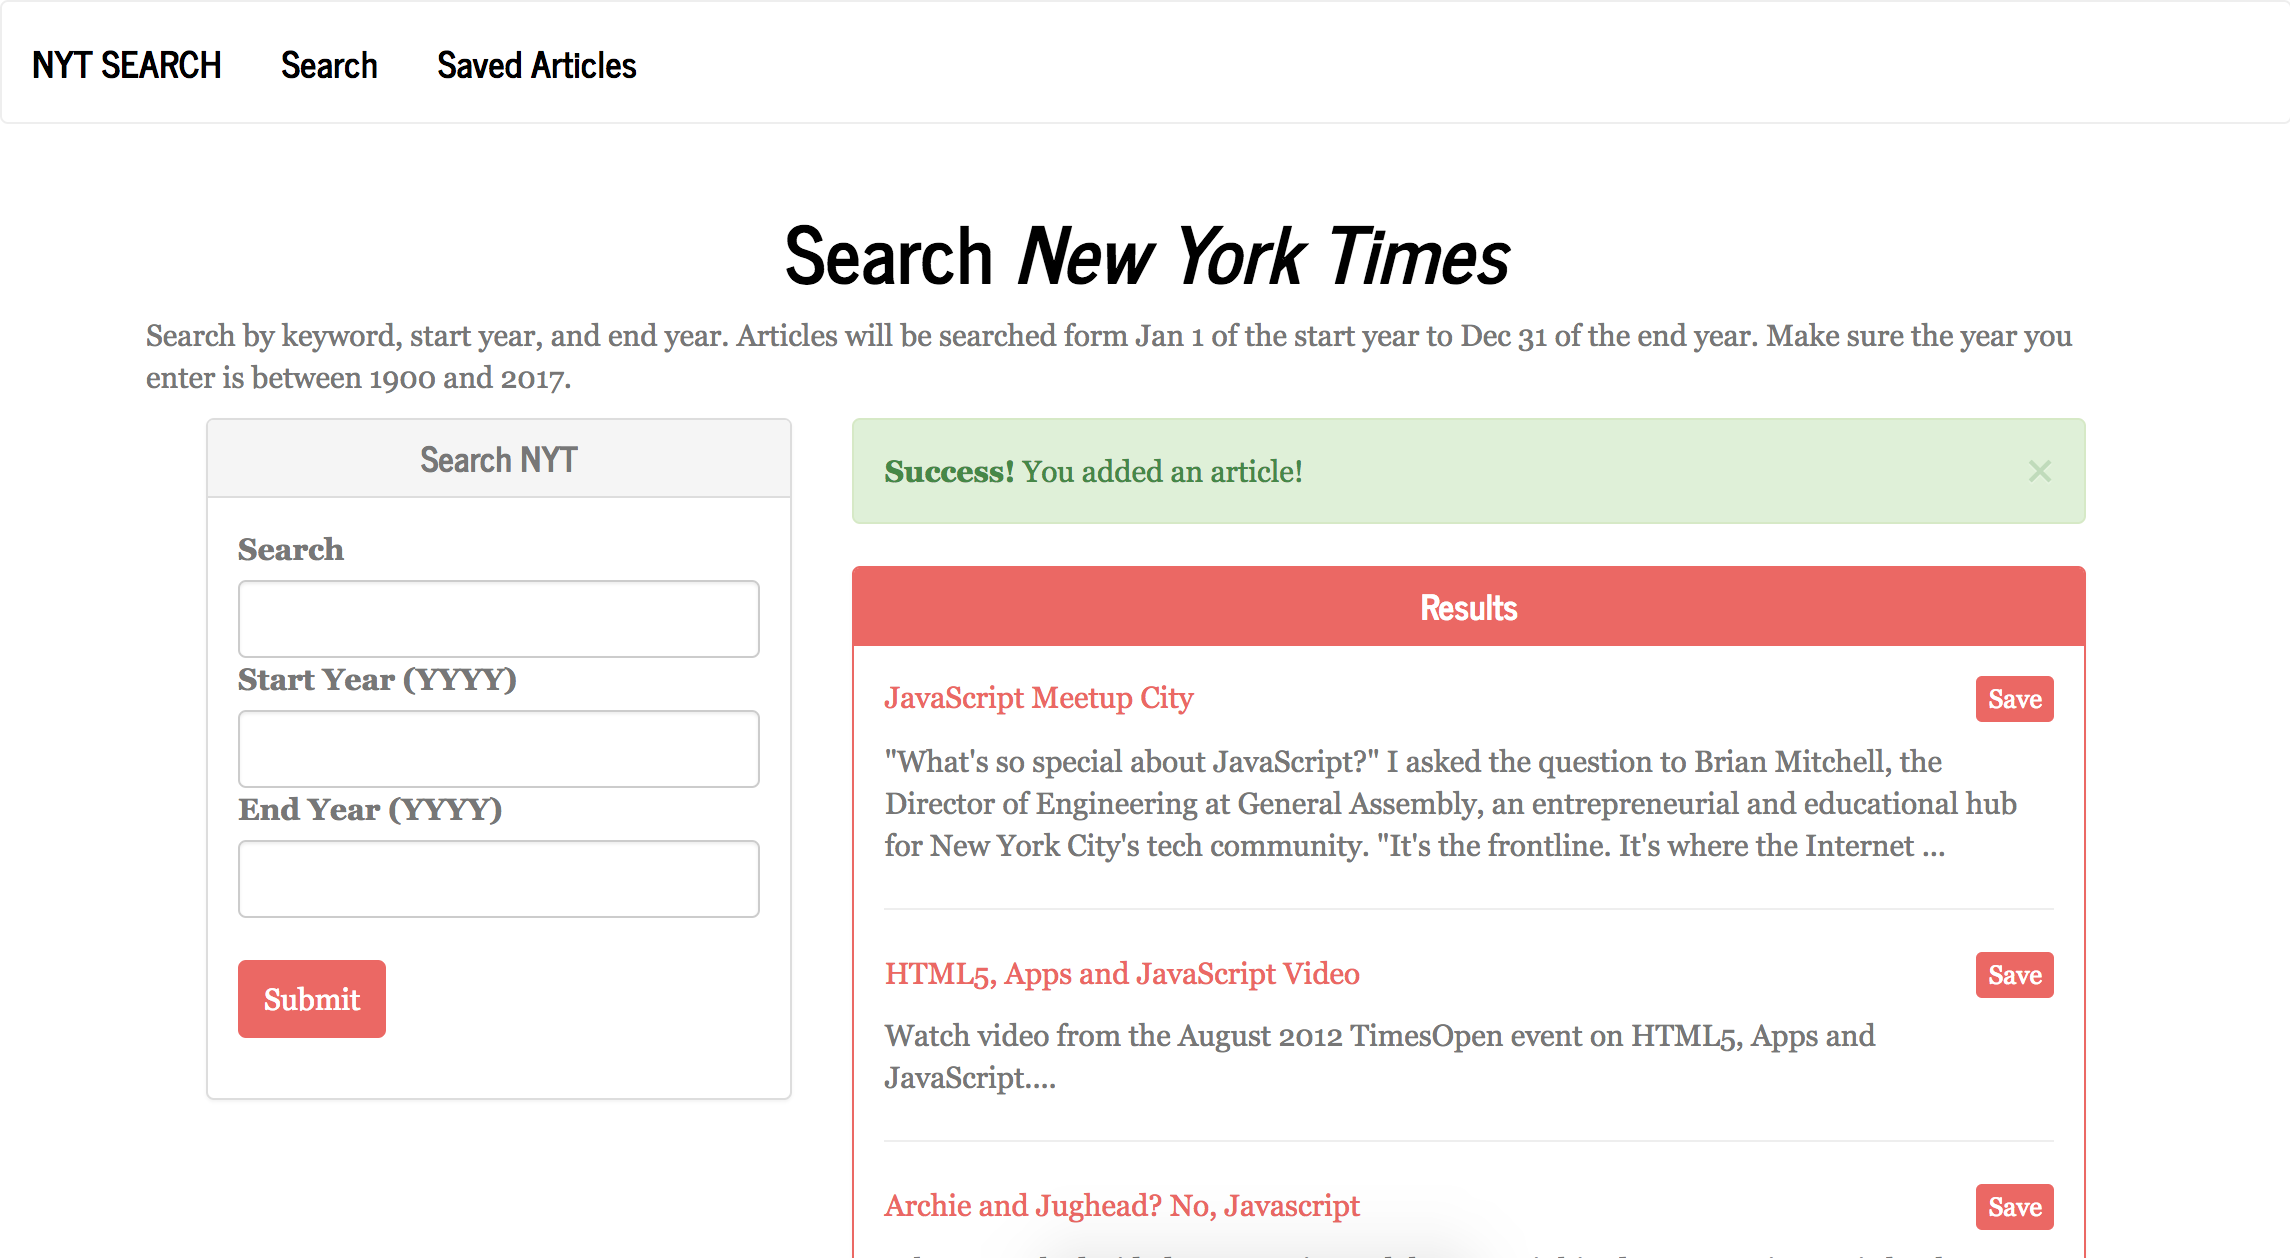 NYT SEARCH Search Saved Articles
Search New York Times
Search by keyword, start year, and end year. Articles will be searched form Jan 1 of the start year to Dec 31 of the end year. Make sure the year you
enter is between 1900 and 2017.
Search NYT
Search
Start Year (YYYY)
End Year (YYYY)
Submit
Success! You added an article! ×
Results
JavaScript Meetup City Save
"What's so special about JavaScript?" I asked the question to Brian Mitchell, the
Director of Engineering at General Assembly, an entrepreneurial and educational hub
for New York City's tech community. "It's the frontline. It's where the Internet ...
HTML5, Apps and JavaScript Video Save
Watch video from the August 2012 TimesOpen event on HTML5, Apps and
JavaScript....
Archie and Jughead? No, Javascript Save